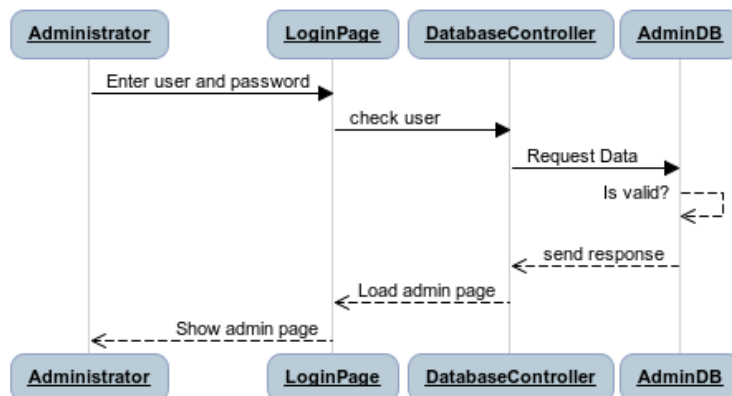 Administrator LoginPage DatabaseController AdminDB
Enter user and password
check user
Request Data
Is valid?
send response
Load admin page
Show admin page
Administrator LoginPage DatabaseController AdminDB